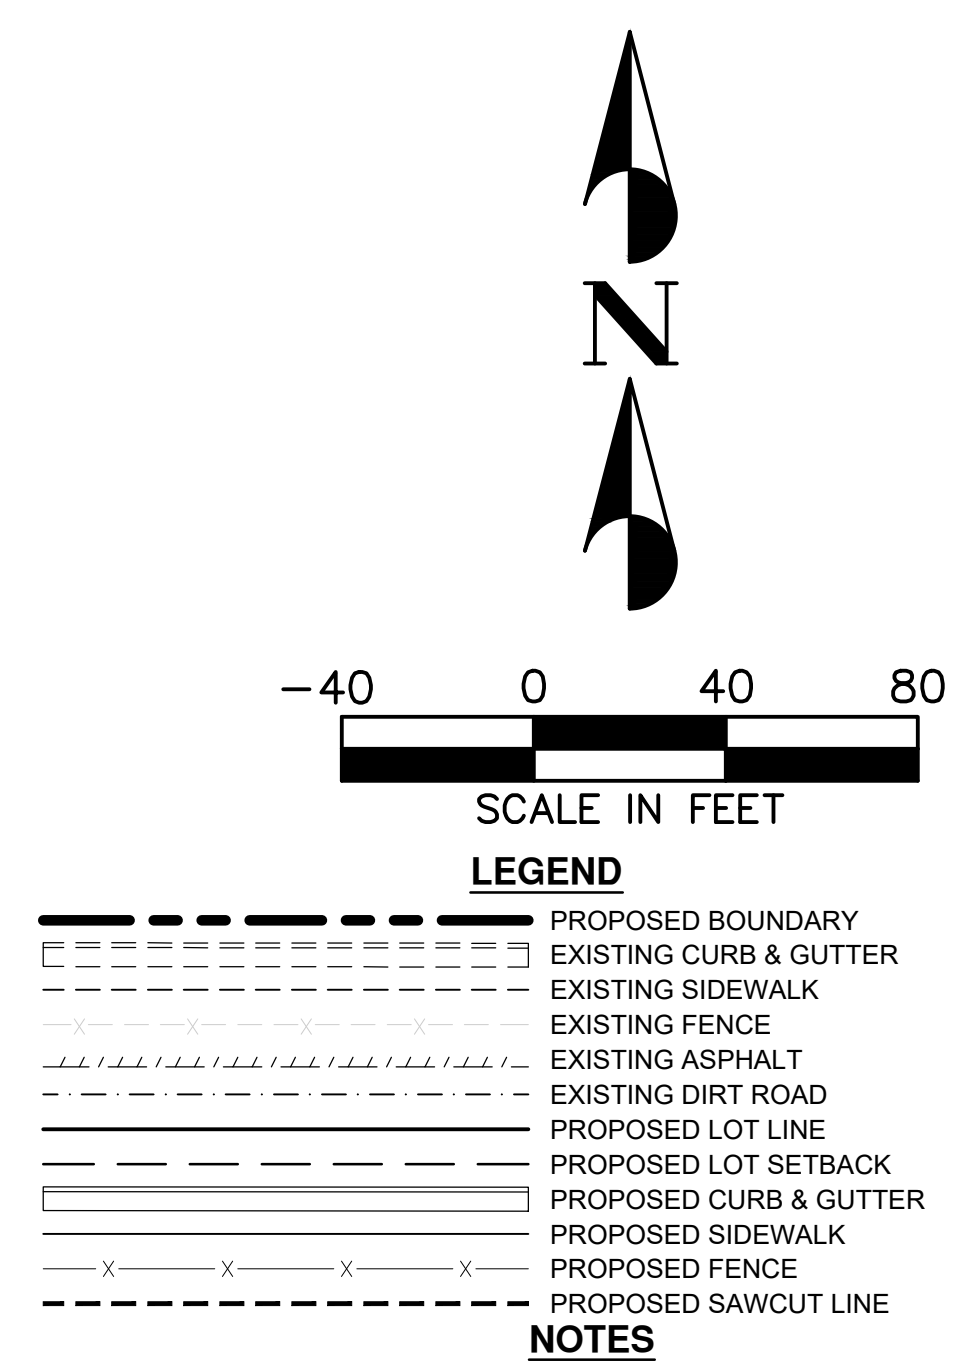 N
-40 0 40 80
SCALE IN FEET
LEGEND
PROPOSED BOUNDARY
EXISTING CURB & GUTTER
EXISTING SIDEWALK
X X X X EXISTING FENCE
EXISTING ASPHALT
EXISTING DIRT ROAD
PROPOSED LOT LINE
PROPOSED LOT SETBACK
PROPOSED CURB & GUTTER
PROPOSED SIDEWALK
X X X X PROPOSED FENCE
PROPOSED SAWCUT LINE
NOTES